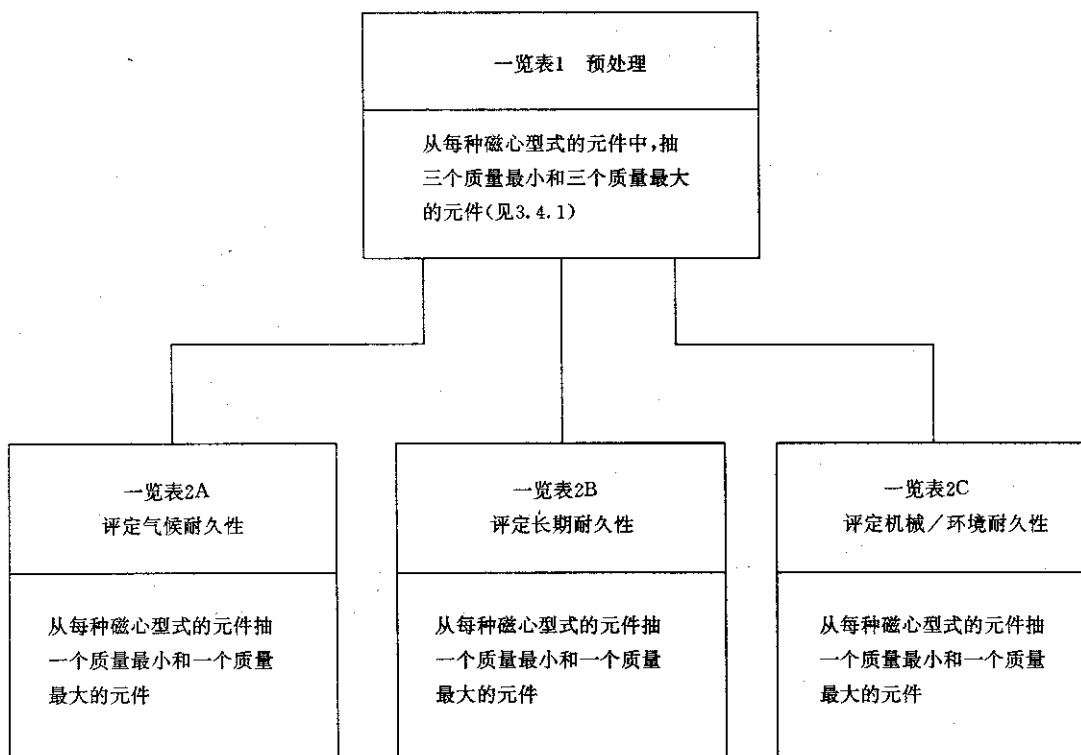 一览表1 预处理
从每种磁心型式的元件中,抽
三个质量最小和三个质量最大
的元件(见3.4.1)
一览表2A
评定气候耐久性
从每种磁心型式的元件抽
一个质量最小和一个质量
最大的元件
一览表2B
评定长期耐久性
从每种磁心型式的元件抽
一个质量最小和一个质量
最大的元件
一览表2C
评定机械/环境耐久性
从每种磁心型式的元件抽
一个质量最小和一个质量
最大的元件